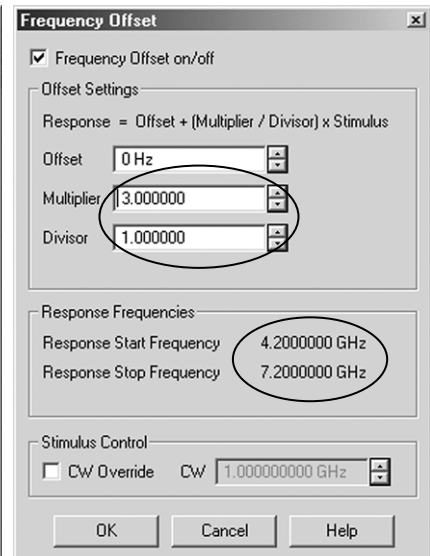 Frequency Offset
Frequency Offset on/off
Offset Settings
Response = Offset + (Multiplier / Divisor) x Stimulus
Offset 0 Hz
Multiplier 3.000000
Divisor 1.000000
Response Frequencies
Response Start Frequency 4.2000000 GHz
Response Stop Frequency 7.2000000 GHz
Stimulus Control
CW Override CW 1.000000000 GHz
OK Cancel Help